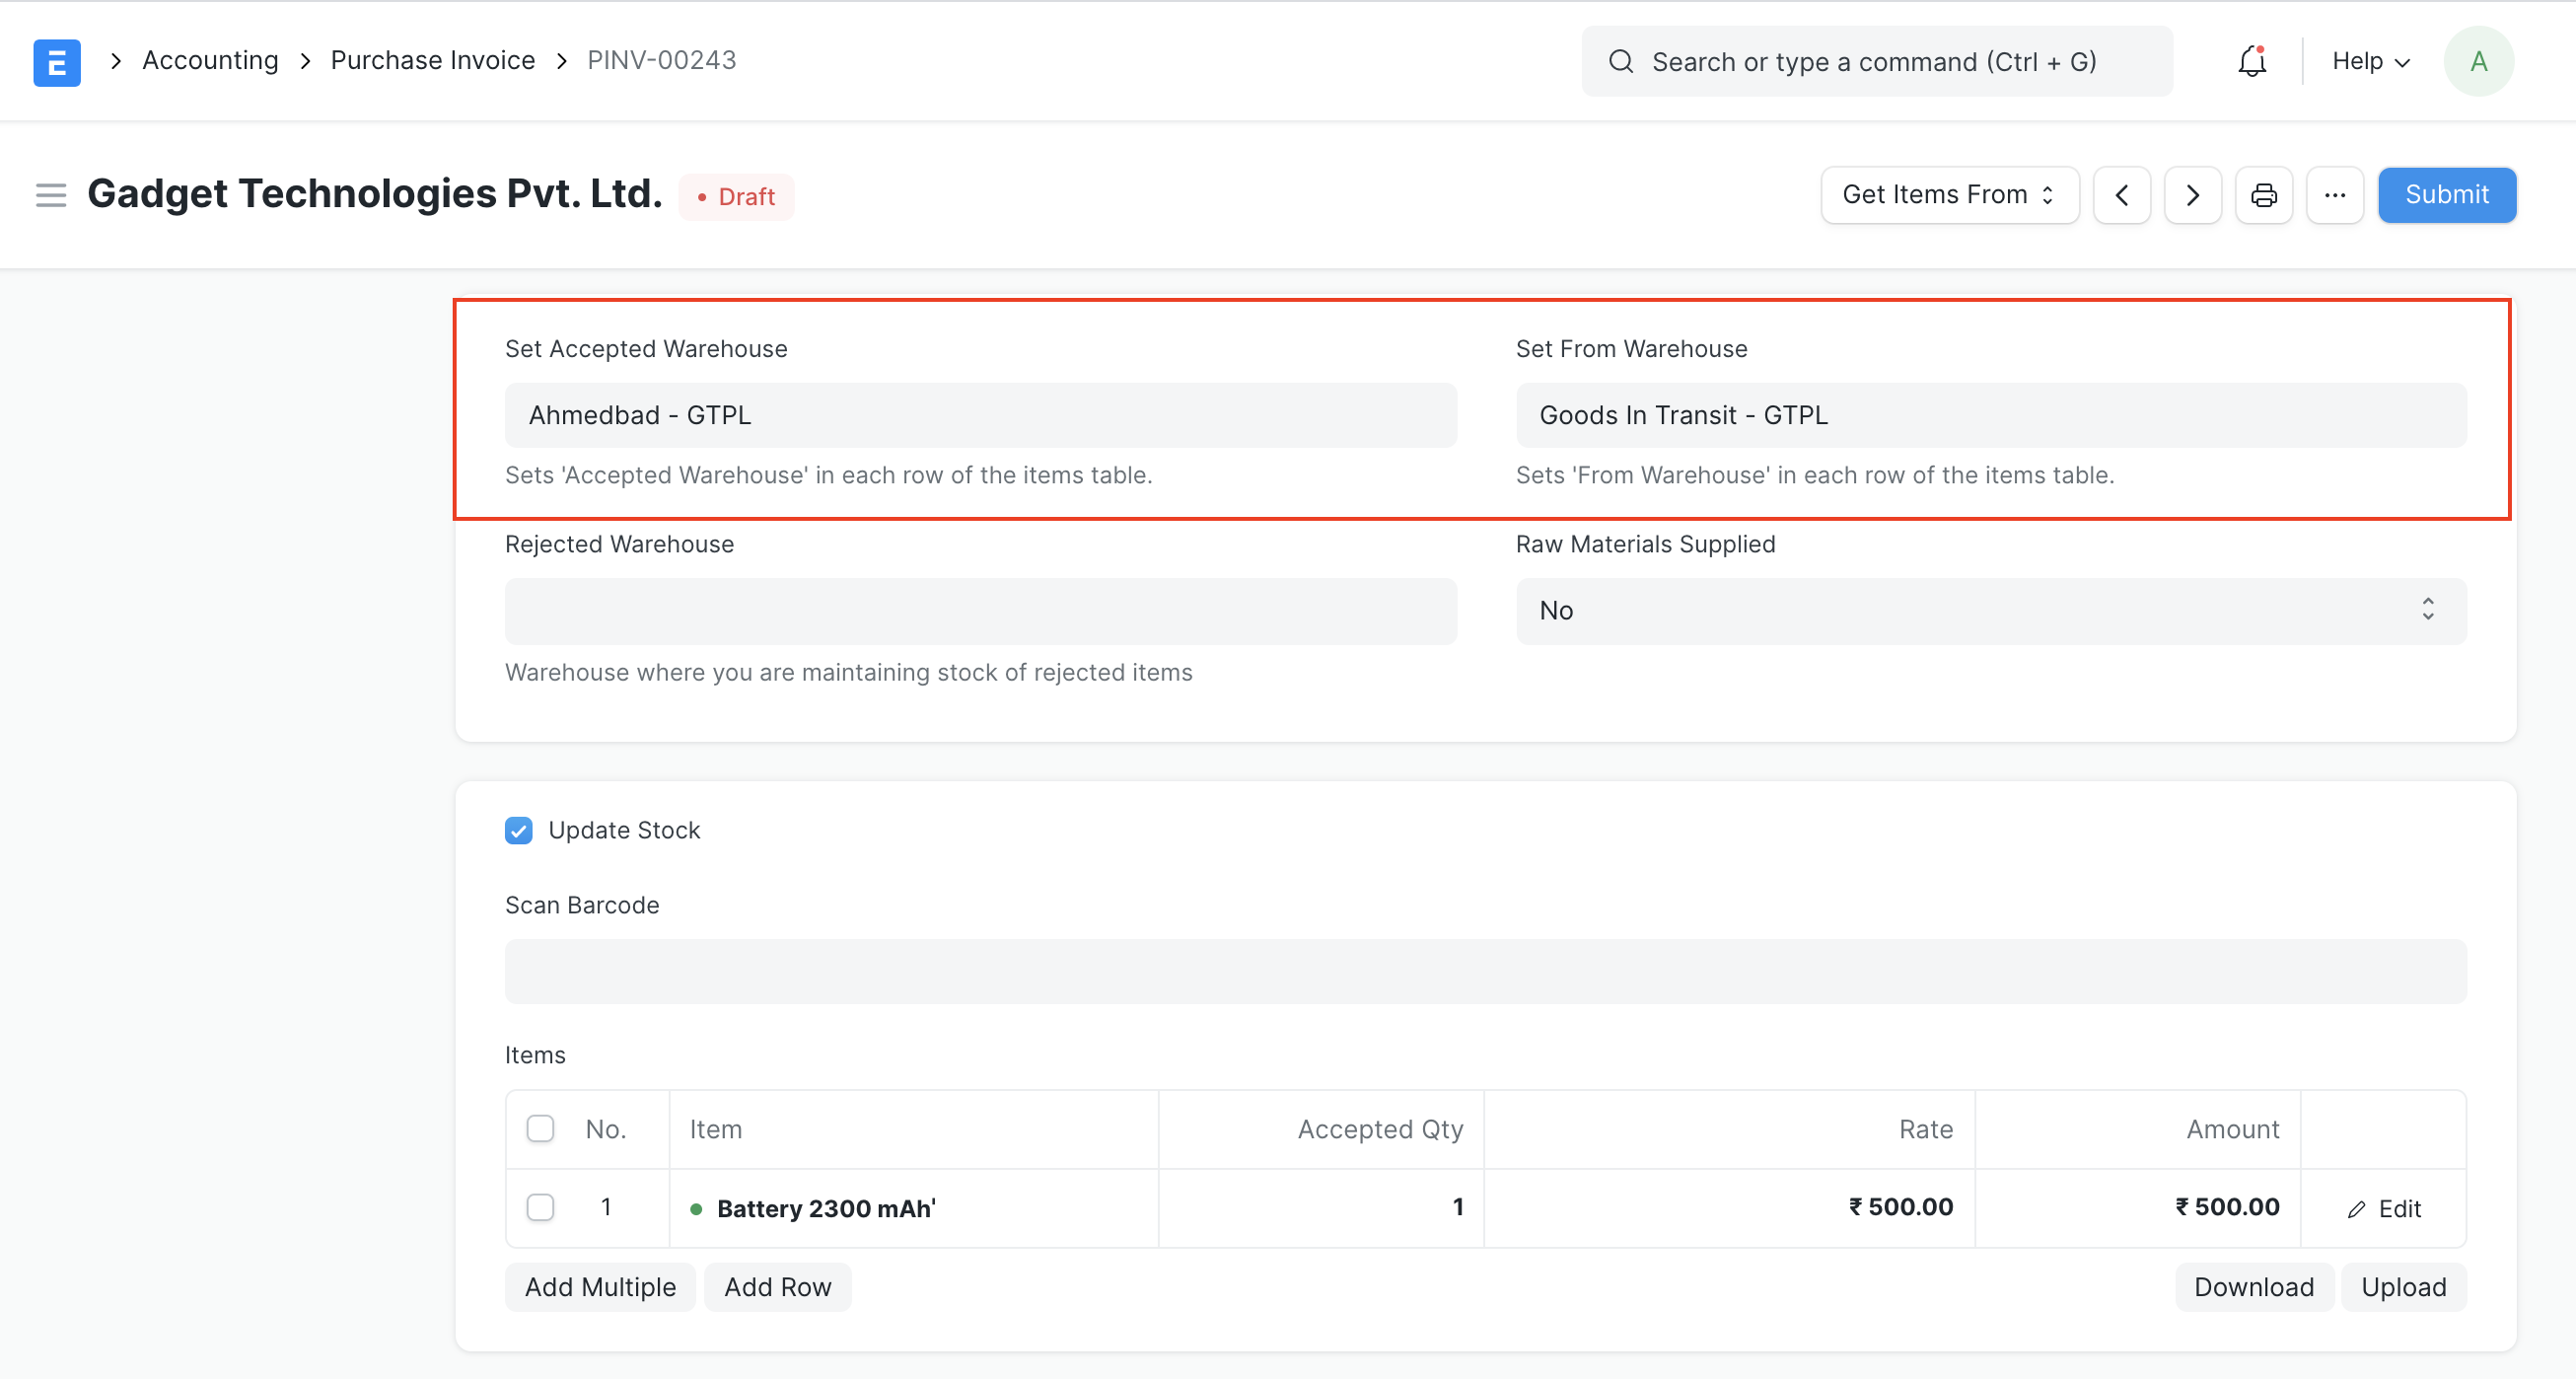 E
Accounting
Purchase Invoice
PINV-00243
Search or type a command (Ctrl + G)
Help
A
Gadget Technologies Pvt. Ltd.
Draft
Get Items From
Submit
Set Accepted Warehouse
Set From Warehouse
Ahmedbad - GTPL
Goods In Transit - GTPL
Sets 'Accepted Warehouse' in each row of the items table.
Sets 'From Warehouse' in each row of the items table.
Rejected Warehouse
Raw Materials Supplied
No
Warehouse where you are maintaining stock of rejected items
Update Stock
Scan Barcode
Items
No. Item Accepted Qty Rate Amount
1 Battery 2300 mAh' 1 ₹ 500.00 ₹ 500.00 Edit
Add Multiple
Add Row
Download
Upload